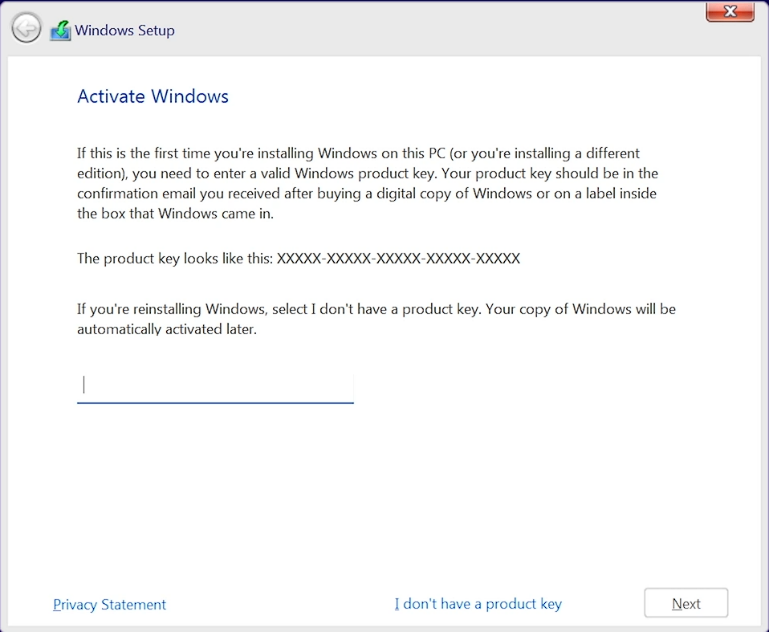 Windows Setup
Activate Windows
If this is the first time you're installing Windows on this PC (or you're installing a different
edition), you need to enter a valid Windows product key. Your product key should be in the
confirmation email you received after buying a digital copy of Windows or on a label inside
the box that Windows came in.
The product key looks like this: XXXXX-XXXXX-XXXXX-XXXXX-XXXXX
If you're reinstalling Windows, select I don't have a product key. Your copy of Windows will be
automatically activated later.
Privacy Statement
I don't have a product key
Next